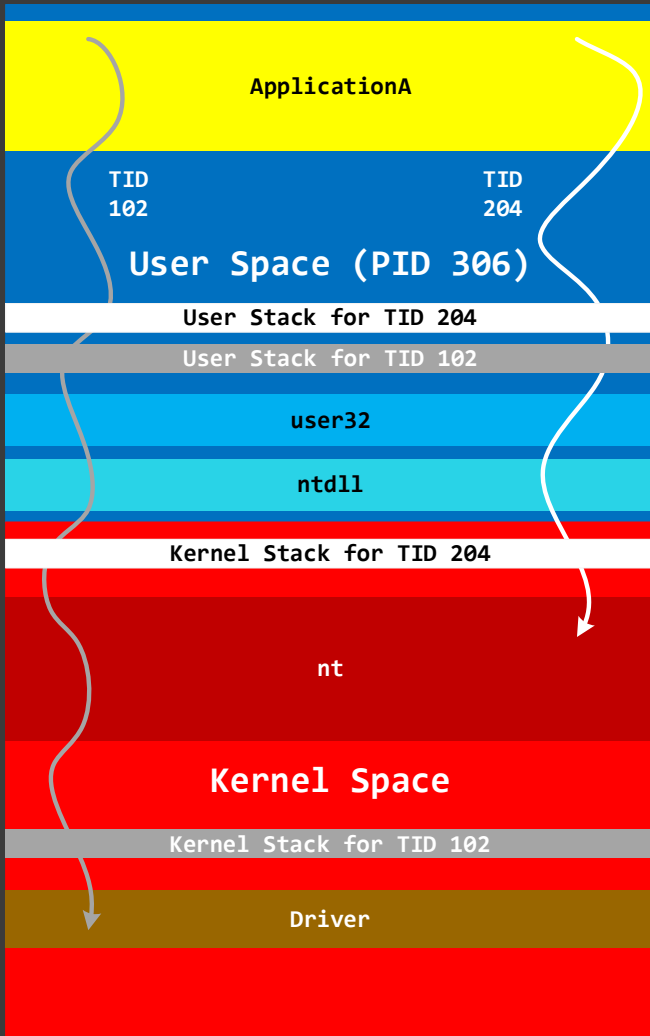 ApplicationA
TID
102
TID
204
User Space (PID 306)
User Stack for TID 204
User Stack for TID 102
user32
ntdll
Kernel Stack for TID 204
nt
Kernel Space
Kernel Stack for TID 102
Driver